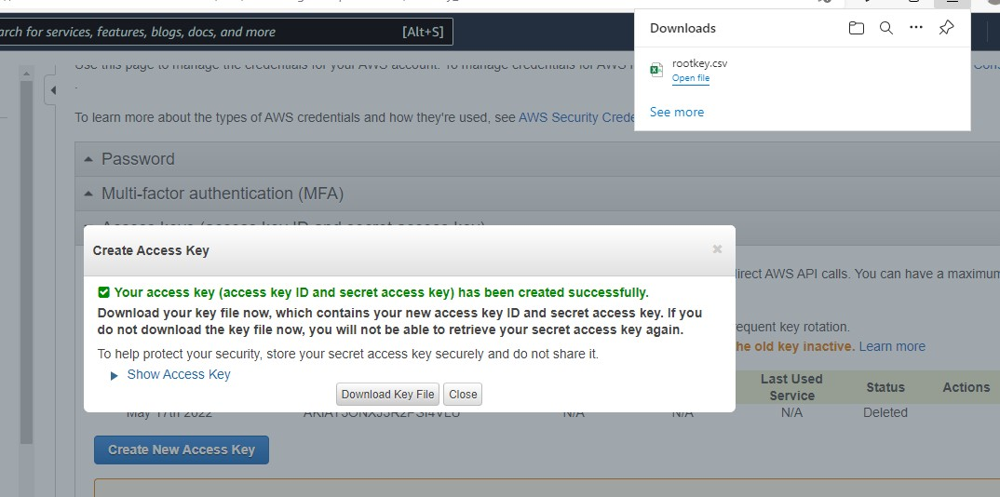 arch for services, features, blogs, docs, and more
[Alt+S]
Downloads
rootkey.csv
Open file
See more
Use this page to manage the credentials for your AWS account. To manage credentials for AWS
To learn more about the types of AWS credentials and how they're used, see AWS Security Crede
Password
Multi-factor authentication (MFA)
Access keys (access key ID and secret access key)
Create Access Key
Your access key (access key ID and secret access key) has been created successfully.
Download your key file now, which contains your new access key ID and secret access key. If you
do not download the key file now, you will not be able to retrieve your secret access key again.
To help protect your security, store your secret access key securely and do not share it.
Show Access Key
Download Key File
Close
direct AWS API calls. You can have a maximum
equent key rotation.
he old key inactive. Learn more
Last Used
Service
Status
Actions
May 17th 2022
N/A
N/A
N/A
Deleted
Create New Access Key